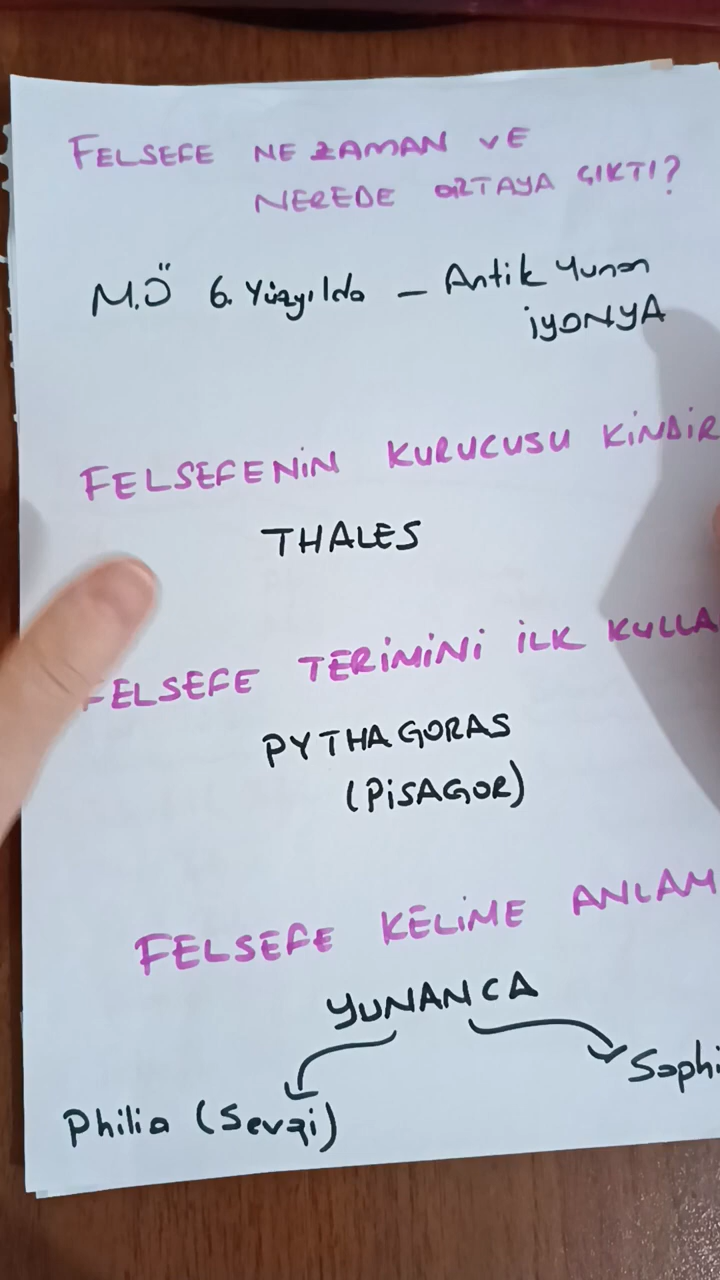 FELSEFE NE ZAMAN VE
NEREDE ORTAYA ÇIKTI?
M.Ö 6. Yüzyılda – Antik Yunan
İYONYA
FELSEFENİN KURUCUSU KİMDİR
THALES
FELSEFE TERİMİNİ İLK KULLA
PYTHAGORAS
(PİSAGOR)
FELSEFE KELİME ANLAM
YUNANCA
Sophi
Philia (Sevgi)